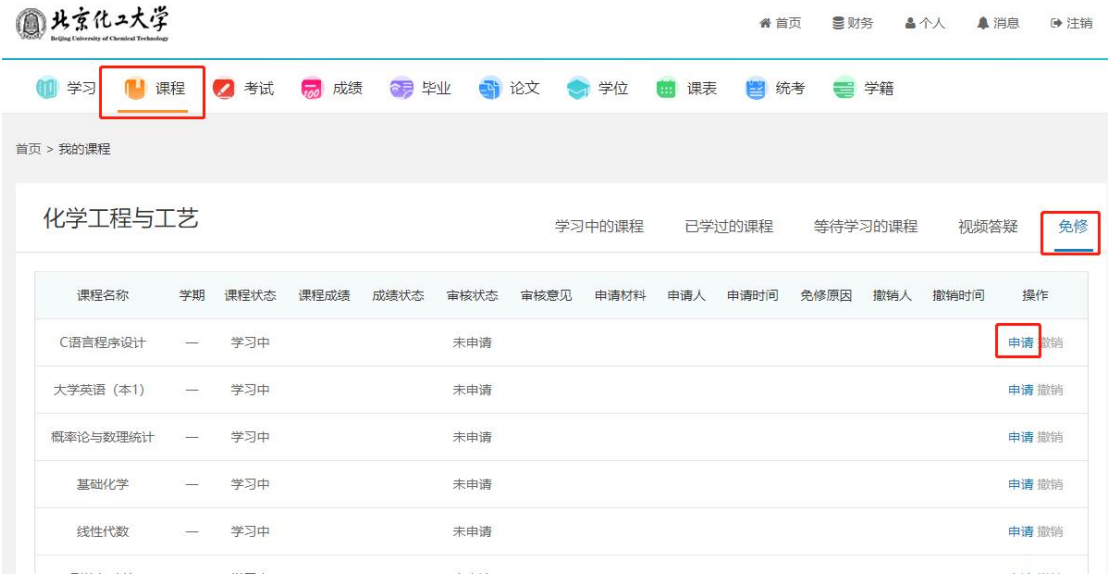 北京化工大学
Beijing University of Chemical Technology
首页 财务 个人 消息 注销
学习 课程 考试 成绩 毕业 论文 学位 课表 统考 学籍
首页 > 我的课程
化学工程与工艺 学习中的课程 已学过的课程 等待学习的课程 视频答疑 免修
课程名称 学期 课程状态 课程成绩 成绩状态 审核状态 审核意见 申请材料 申请人 申请时间 免修原因 撤销人 撤销时间 操作
C语言程序设计 — 学习中 未申请 申请 撤销
大学英语（本1） — 学习中 未申请 申请 撤销
概率论与数理统计 — 学习中 未申请 申请 撤销
基础化学 — 学习中 未申请 申请 撤销
线性代数 — 学习中 未申请 申请 撤销